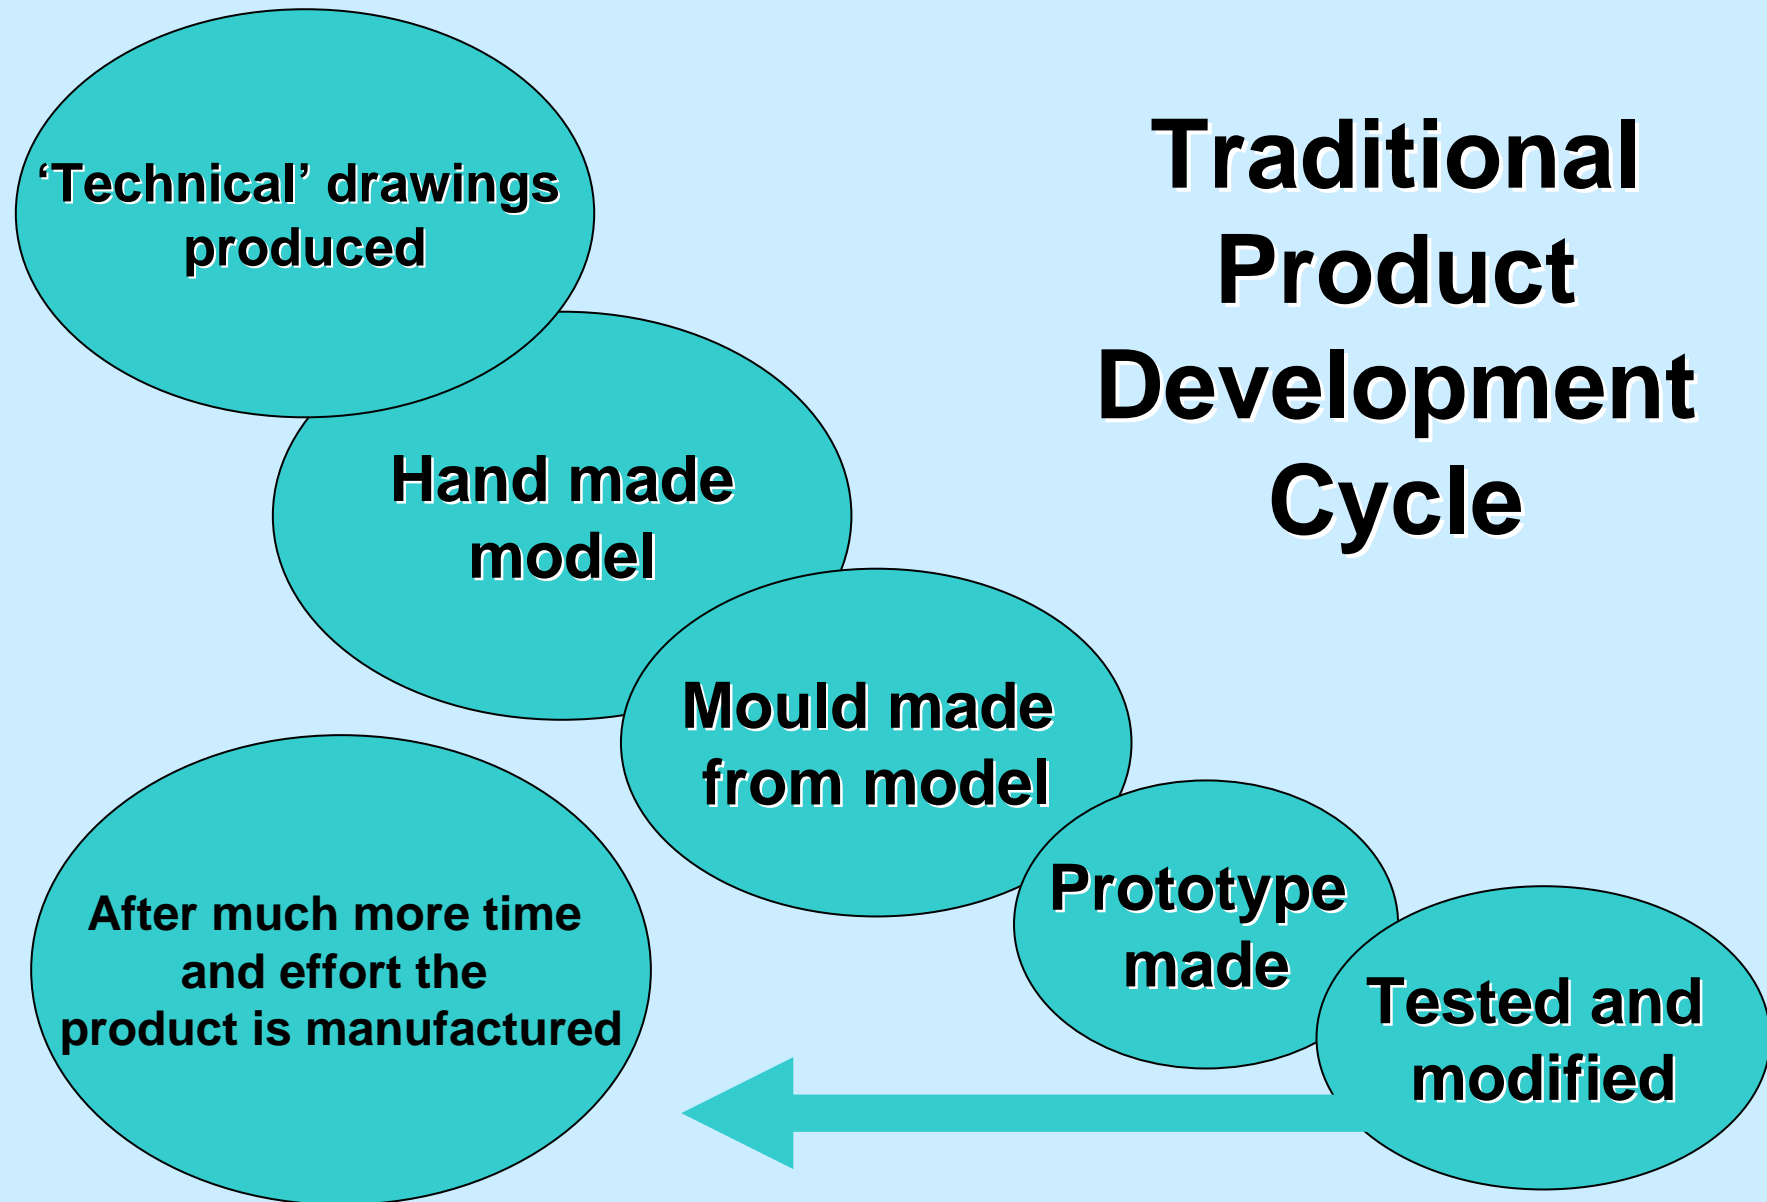 Traditional
Product
Development
Cycle
‘Technical’ drawings
produced
Hand made
model
Mould made
from model
Prototype
made
Tested and
modified
After much more time
and effort the
product is manufactured